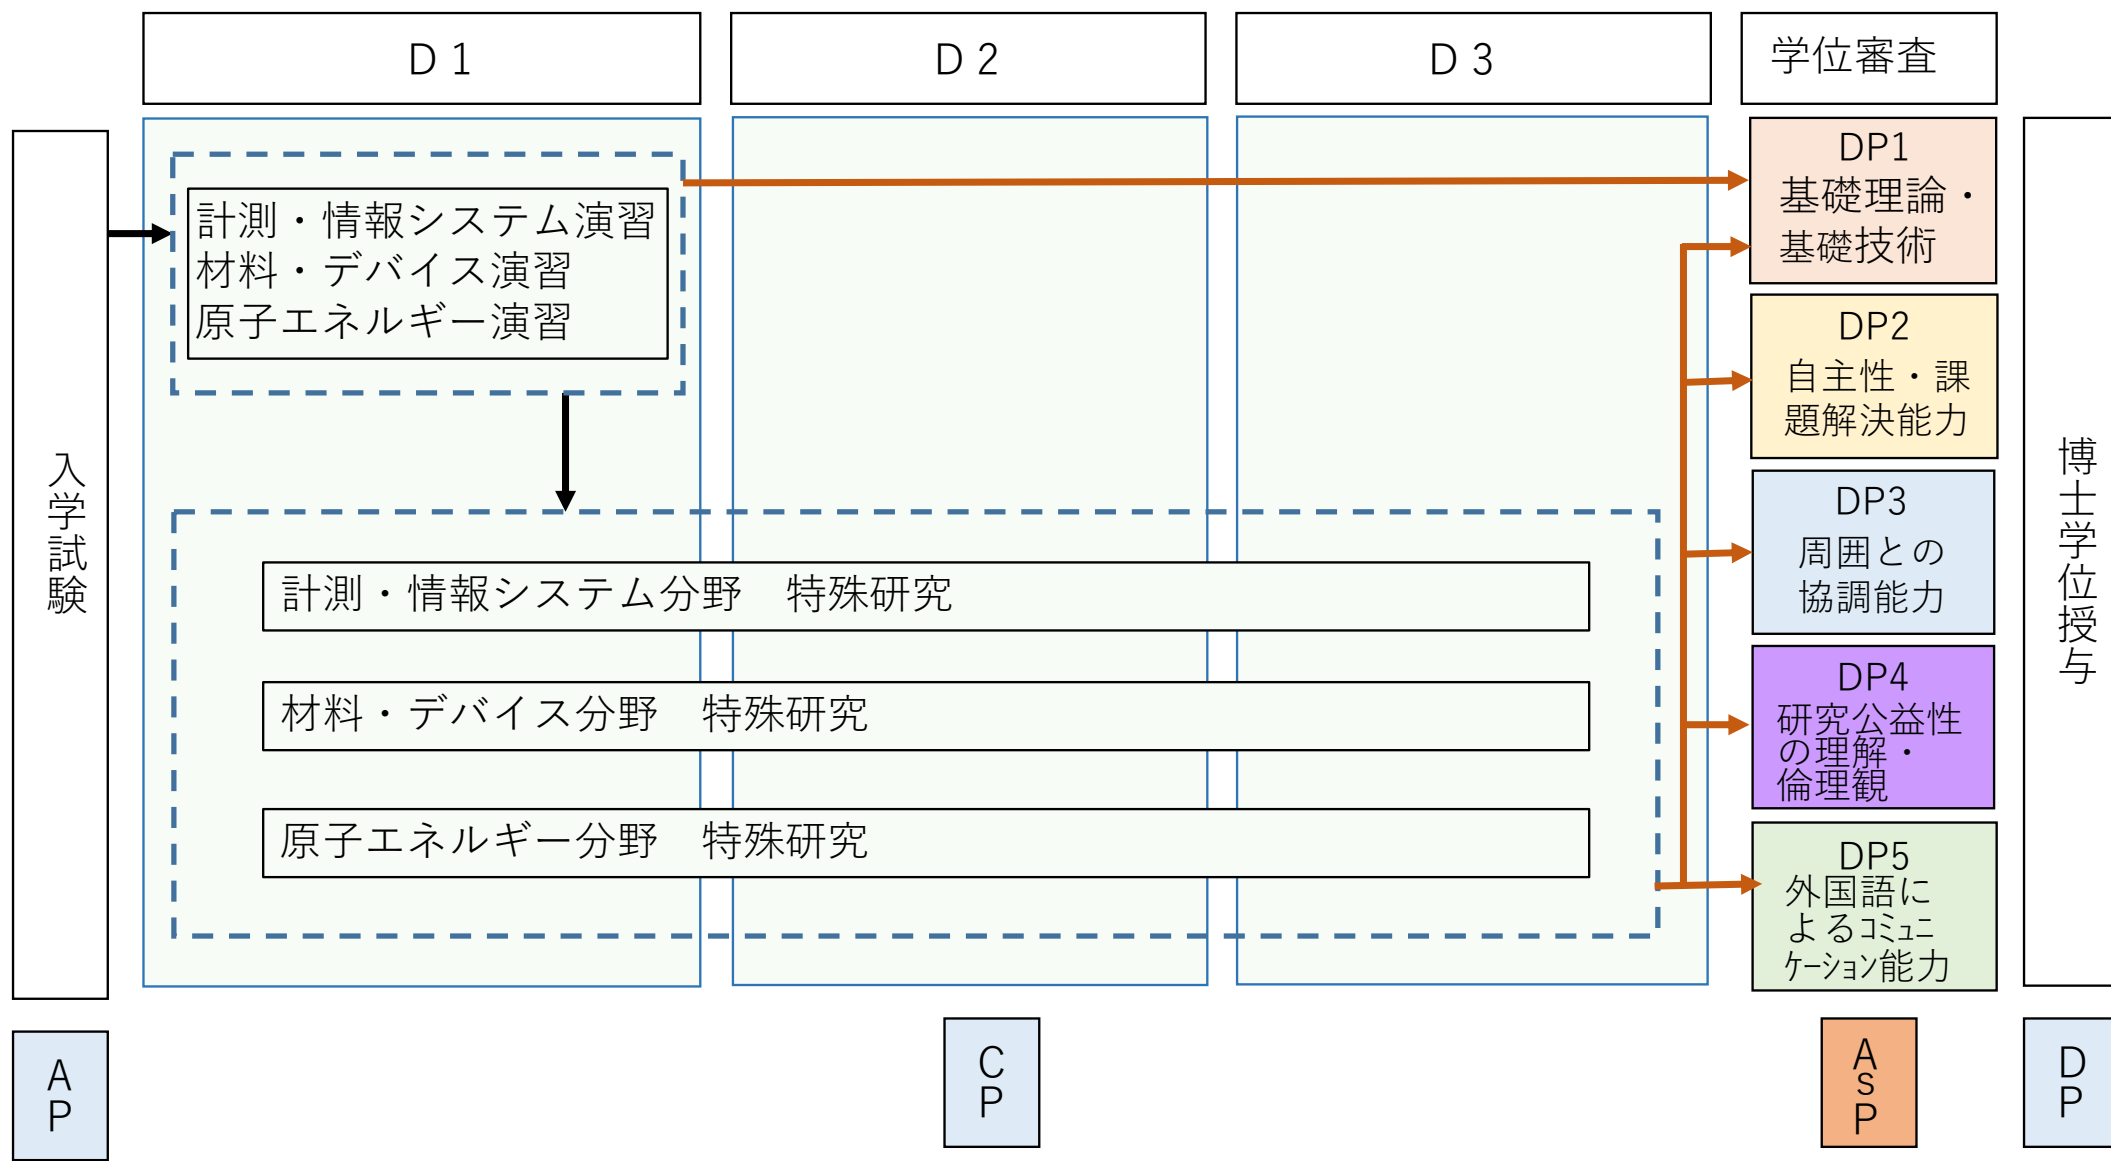 D 1
D 2
D 3
学位審査
入学試験
計測・情報システム演習
材料・デバイス演習
原子エネルギー演習
計測・情報システム分野　特殊研究
材料・デバイス分野　特殊研究
原子エネルギー分野　特殊研究
DP1
基礎理論・
基礎技術
DP2
自主性・課
題解決能力
DP3
周囲との
協調能力
DP4
研究公益性
の理解・
倫理観
DP5
外国語に
よるｺﾐｭﾆ
ｹｰｼｮﾝ能力
博士学位授与
AP
CP
AsP
DP